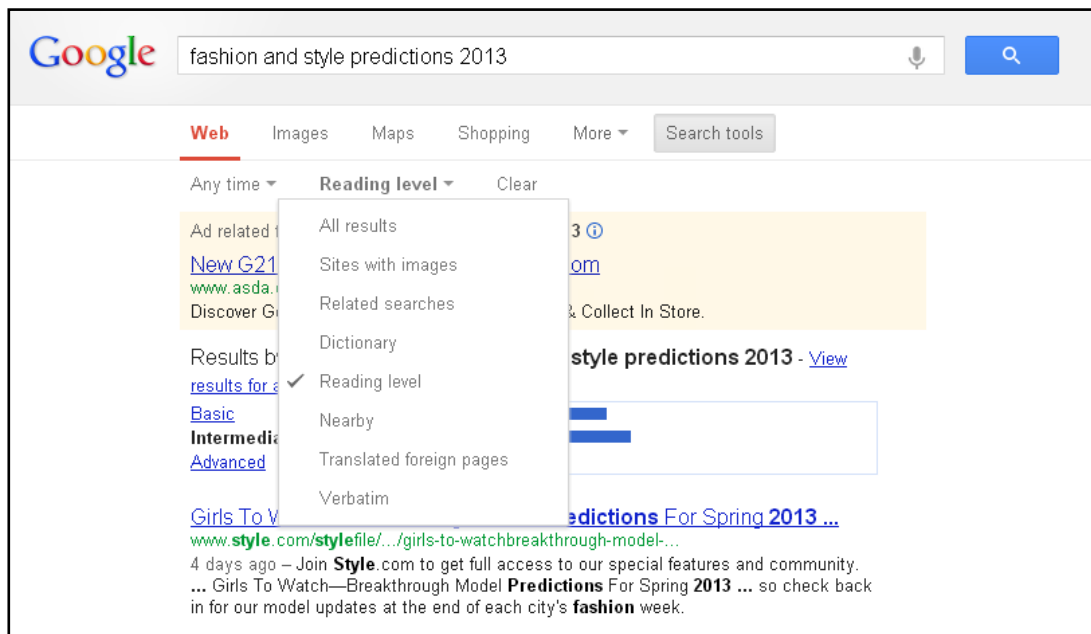 Google fashion and style predictions 2013
Web Images Maps Shopping More Search tools
Any time Reading level Clear
All results
Sites with images
Related searches
Dictionary
Reading level
Nearby
Translated foreign pages
Verbatim
Ad related 3
New G21 om
www.asda.
Discover G & Collect In Store.
Results b style predictions 2013 - View
results for a
Basic
Intermedia
Advanced
Girls To W edictions For Spring 2013 ...
www.style.com/stylefile/.../girls-to-watchbreakthrough-model-...
4 days ago – Join Style.com to get full access to our special features and community.
... Girls To Watch—Breakthrough Model Predictions For Spring 2013 ... so check back
in for our model updates at the end of each city's fashion week.